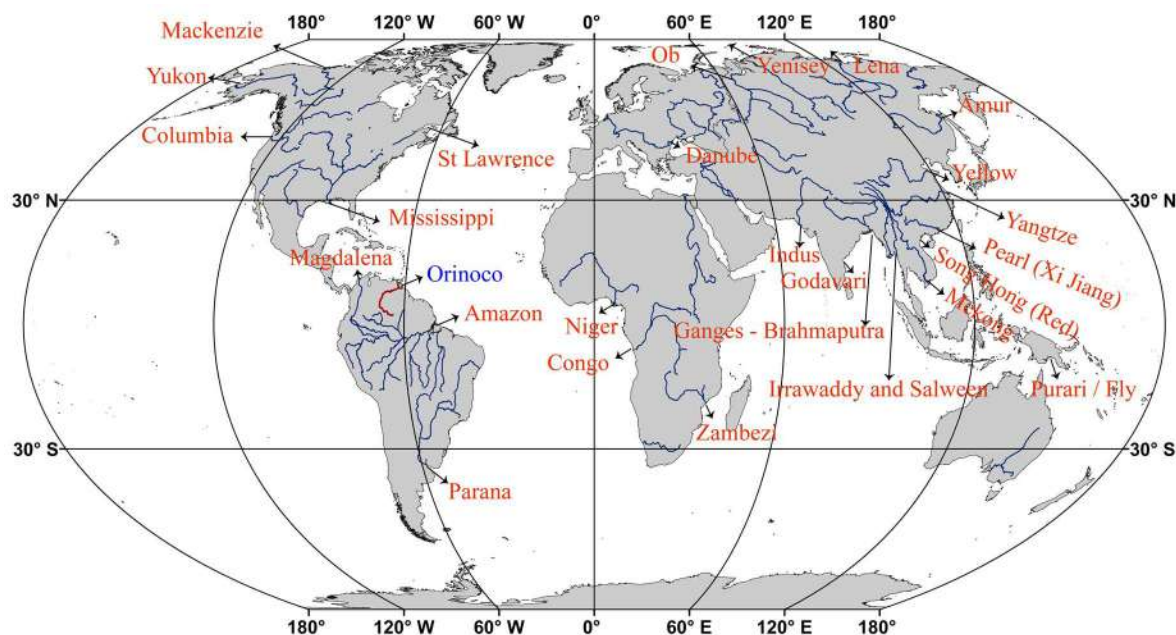 180° 120° W 60° W 0° 60° E 120° E 180°
Mackenzie
Ob
Yenisey
Lena
Yukon
Amur
Columbia
St Lawrence
Danube
Yellow
30° N
30° N
Mississippi
Yangtze
Pearl (Xi Jiang)
Magdalena
Orinoco
Indus
Song Hong (Red)
Godavari
Mekong
Amazon
Niger
Ganges - Brahmaputra
Congo
Irrawaddy and Salween
Purari / Fly
Zambezi
30° S
30° S
Parana
180° 120° W 60° W 0° 60° E 120° E 180°